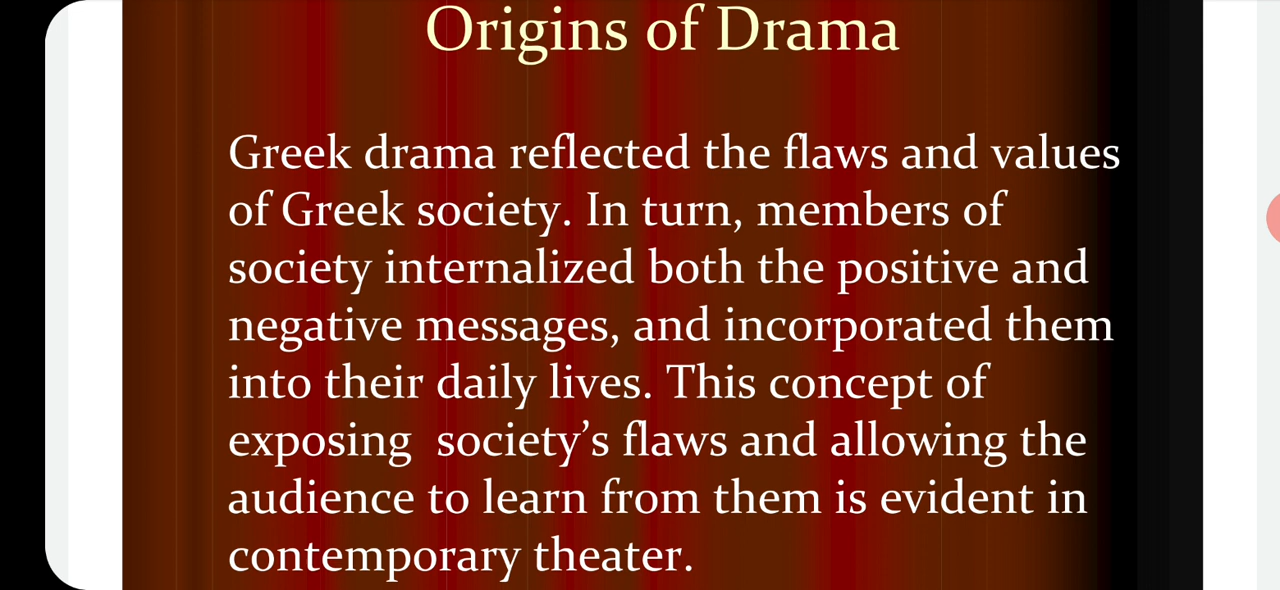 Origins of Drama
Greek drama reflected the flaws and values
of Greek society. In turn, members of
society internalized both the positive and
negative messages, and incorporated them
into their daily lives. This concept of
exposing  society’s flaws and allowing the
audience to learn from them is evident in
contemporary theater.